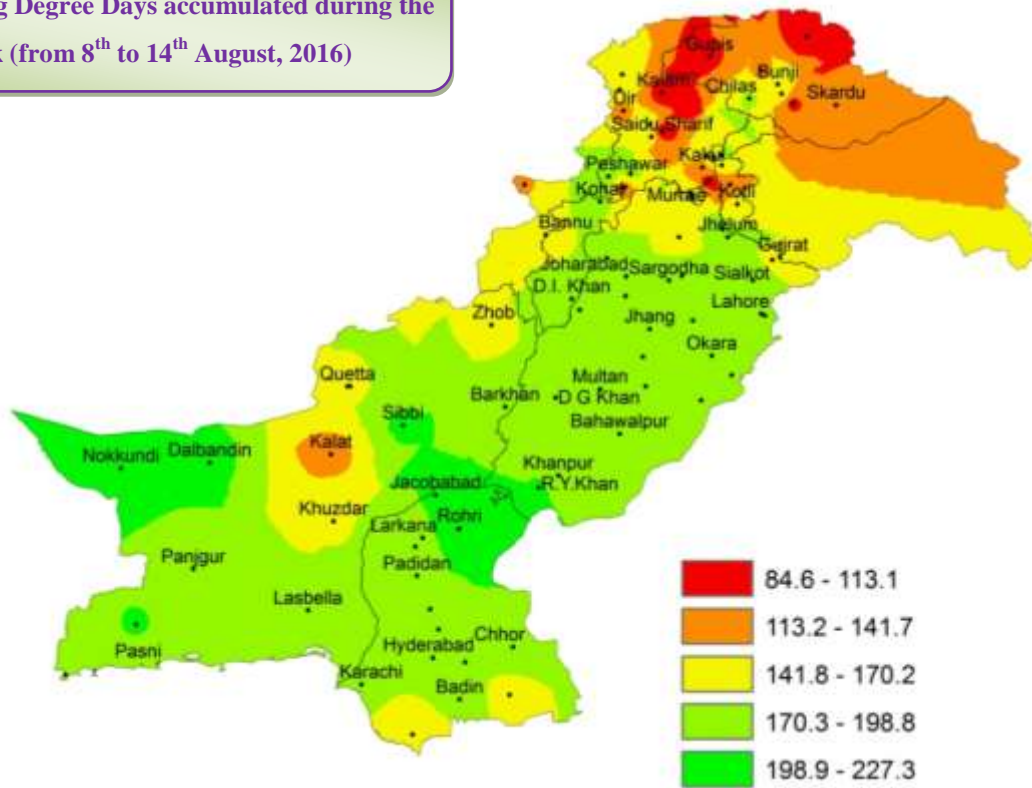 g Degree Days accumulated during the
k (from 8th to 14th August, 2016)
Gupis
Kalam
Chilas
Bunji
Skardu
Dir
Saidu Sharif
Peshawar
Kakul
Kohat
Murree
Kotli
Bannu
Jhelum
Gujrat
Joharabad
Sargodha
Sialkot
D.I. Khan
Lahore
Zhob
Jhang
Okara
Quetta
Multan
Barkhan
D G Khan
Sibbi
Bahawalpur
Kalat
Nokkundi
Dalbandin
Khanpur
Jacobabad
R.Y.Khan
Khuzdar
Rohri
Larkana
Panjgur
Padidan
Lasbella
Pasni
Hyderabad
Chhor
Karachi
Badin
84.6 - 113.1
113.2 - 141.7
141.8 - 170.2
170.3 - 198.8
198.9 - 227.3